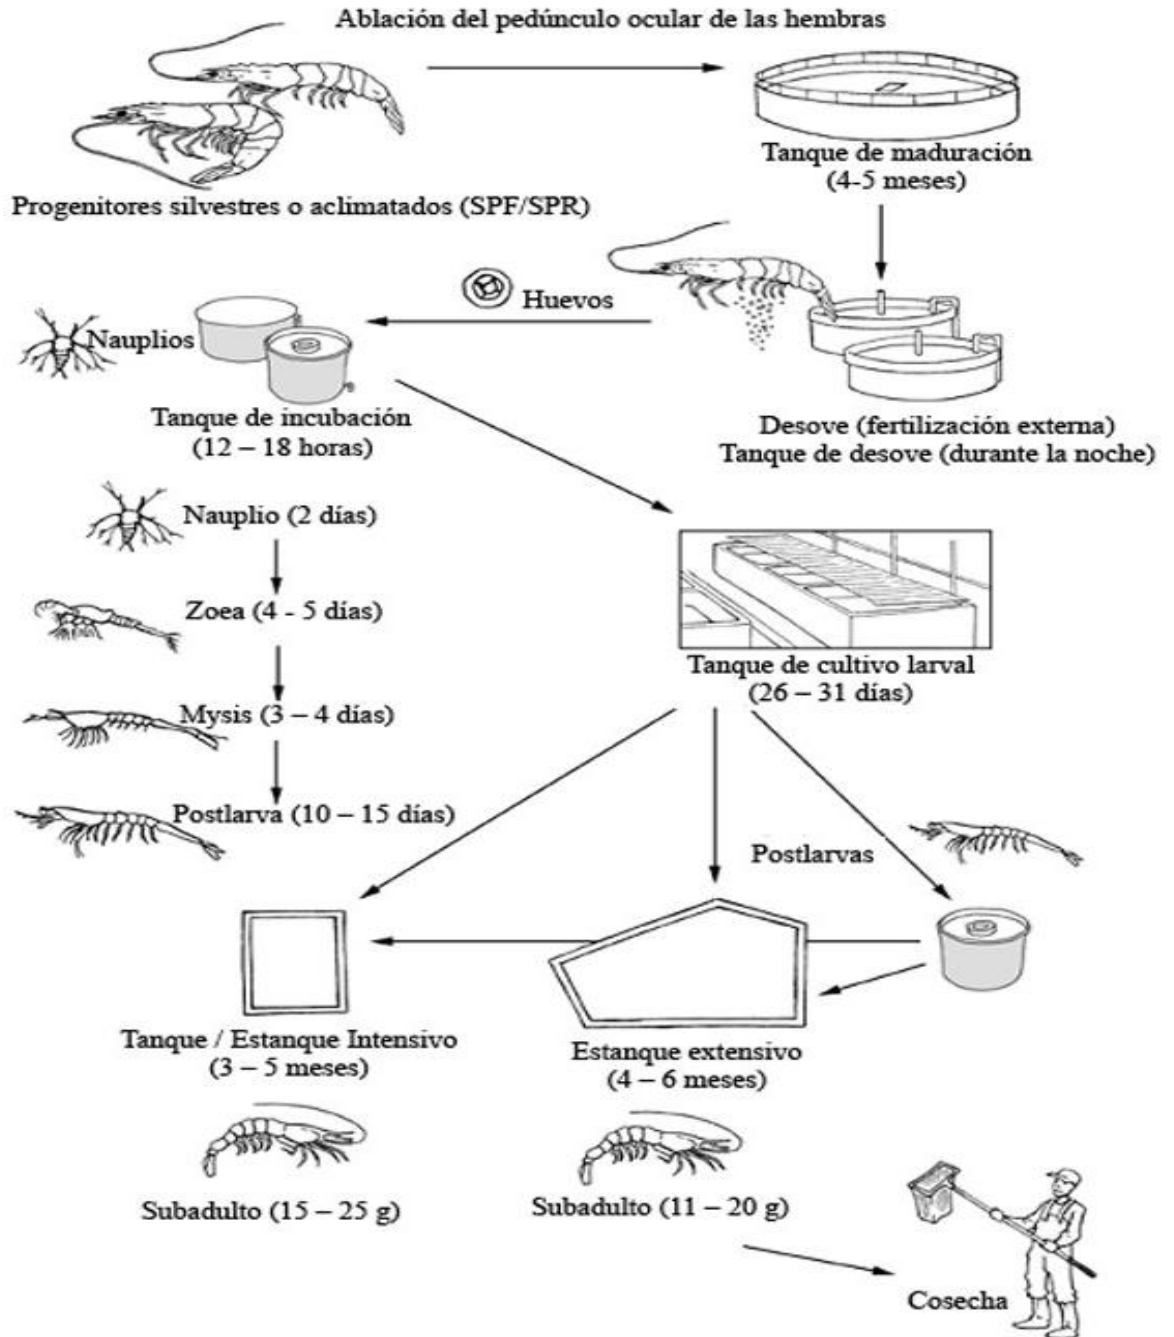 Ablación del pedúnculo ocular de las hembras
Tanque de maduración
(4-5 meses)
Progenitores silvestres o aclimatados (SPF/SPR)
Huevos
Nauplios
Tanque de incubación
(12 – 18 horas)
Desove (fertilización externa)
Tanque de desove (durante la noche)
Nauplio (2 días)
Zoea (4 - 5 días)
Mysis (3 – 4 días)
Postlarva (10 – 15 días)
Tanque de cultivo larval
(26 – 31 días)
Postlarvas
Tanque / Estanque Intensivo
(3 – 5 meses)
Estanque extensivo
(4 – 6 meses)
Subadulto (15 – 25 g)
Subadulto (11 – 20 g)
Cosecha